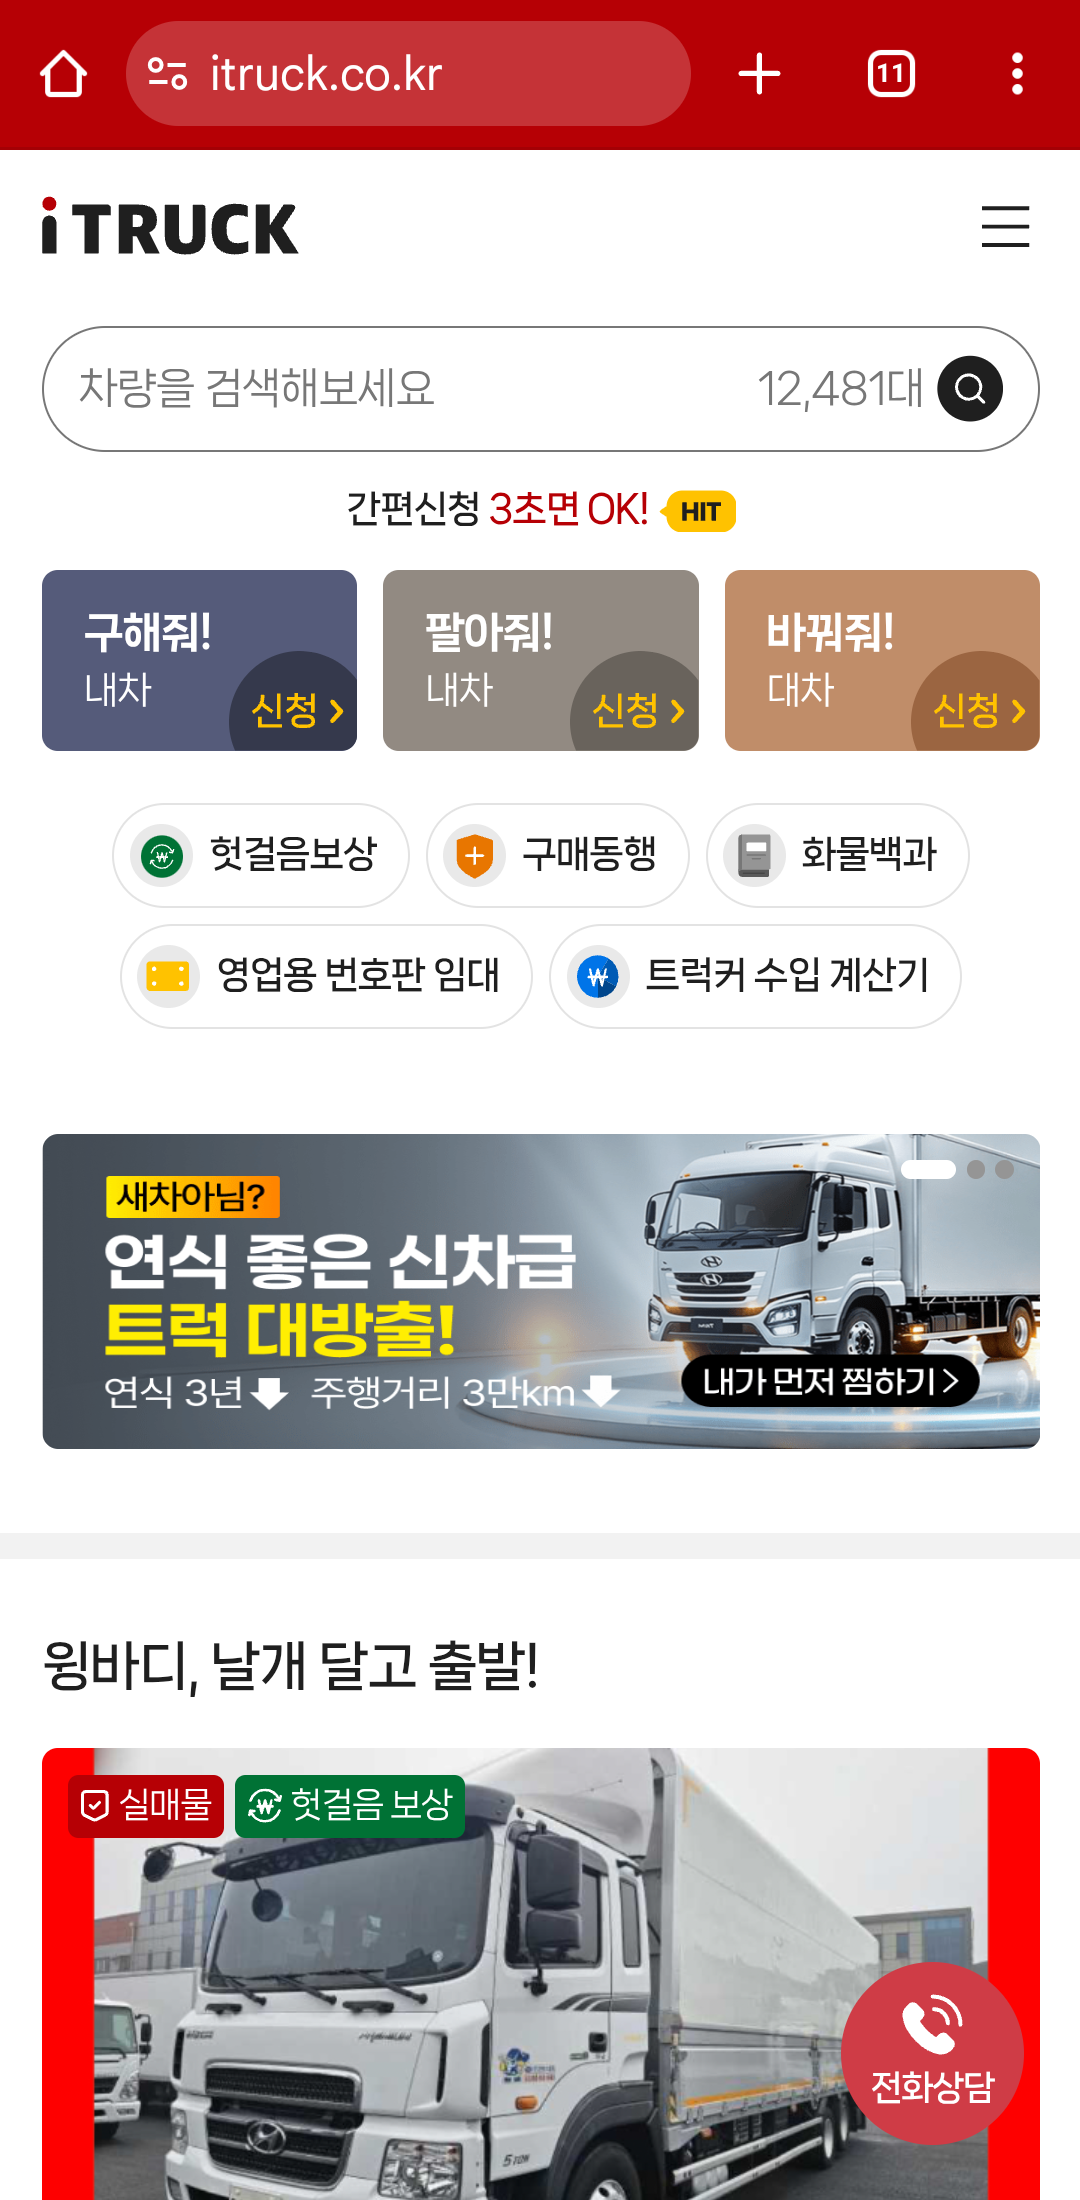 itruck.co.kr
11
i TRUCK
차량을 검색해보세요 12,481대
간편신청 3초면 OK! HIT
구해줘!
내차
신청
팔아줘!
내차
신청
바꿔줘!
대차
신청
헛걸음보상
구매동행
화물백과
영업용 번호판 임대
트럭커 수입 계산기
새차아님?
연식 좋은 신차급
트럭 대방출!
연식 3년 주행거리 3만km
내가 먼저 찜하기
윙바디, 날개 달고 출발!
실매물
헛걸음 보상
전화상담
5 TON